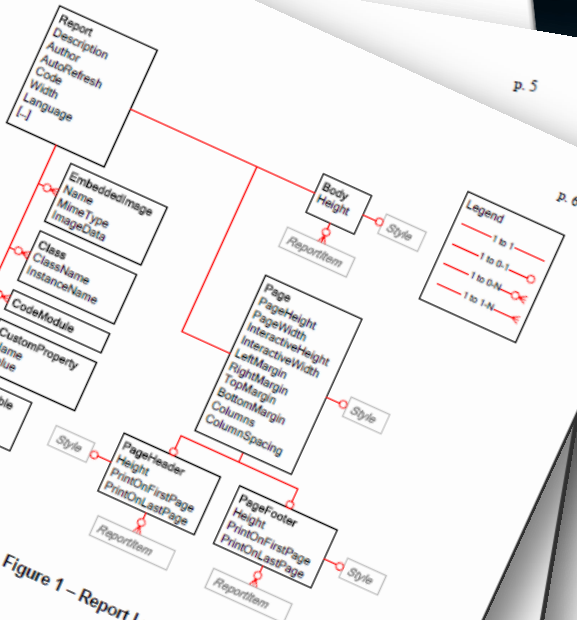 p. 5
p. 6
Report
Description
Author
AutoRefresh
Code
Width
Language
[...]
EmbeddedImage
Name
MimeType
ImageData
Class
ClassName
InstanceName
CodeModule
CustomProperty
Body
Height
ReportItem
Style
Legend
1 to 1
1 to 0-1
1 to 0-N
1 to 1-N
Page
PageHeight
PageWidth
InteractiveHeight
InteractiveWidth
LeftMargin
RightMargin
TopMargin
BottomMargin
Columns
ColumnSpacing
Style
Style
PageHeader
Height
PrintOnFirstPage
PrintOnLastPage
ReportItem
PageFooter
Height
PrintOnFirstPage
PrintOnLastPage
Style
ReportItem
Figure 1 – Report